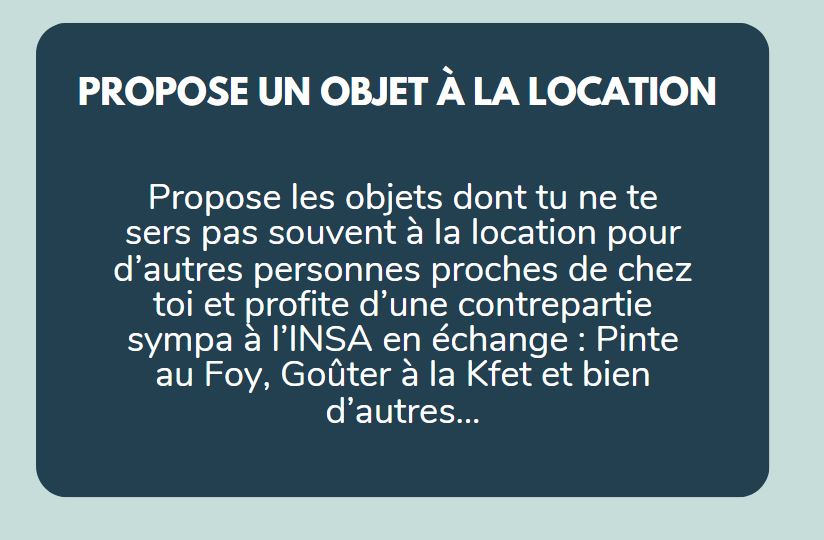 PROPOSE UN OBJET À LA LOCATION
Propose les objets dont tu ne te
sers pas souvent à la location pour
d’autres personnes proches de chez
toi et profite d’une contrepartie
sympa à l’INSA en échange : Pinte
au Foy, Goûter à la Kfet et bien
d’autres...